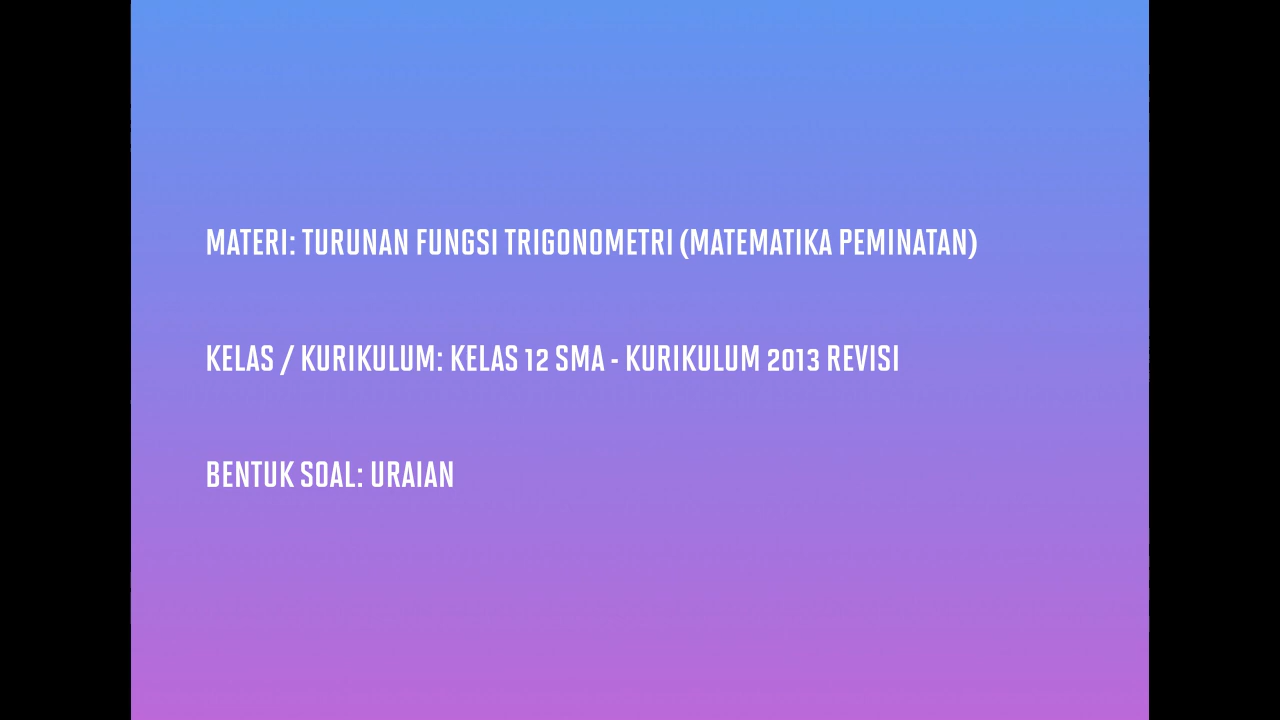 MATERI: TURUNAN FUNGSI TRIGONOMETRI (MATEMATIKA PEMINATAN)
KELAS / KURIKULUM: KELAS 12 SMA - KURIKULUM 2013 REVISI
BENTUK SOAL: URAIAN